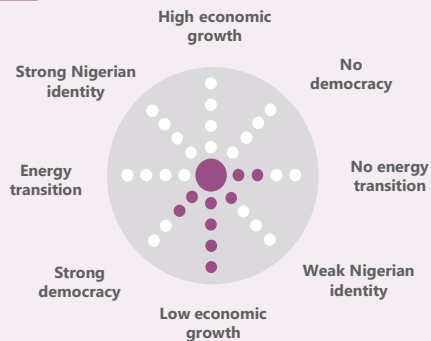 High economic
growth
No
democracy
Strong Nigerian
identity
No energy
transition
Energy
transition
Weak Nigerian
identity
Strong
democracy
Low economic
growth